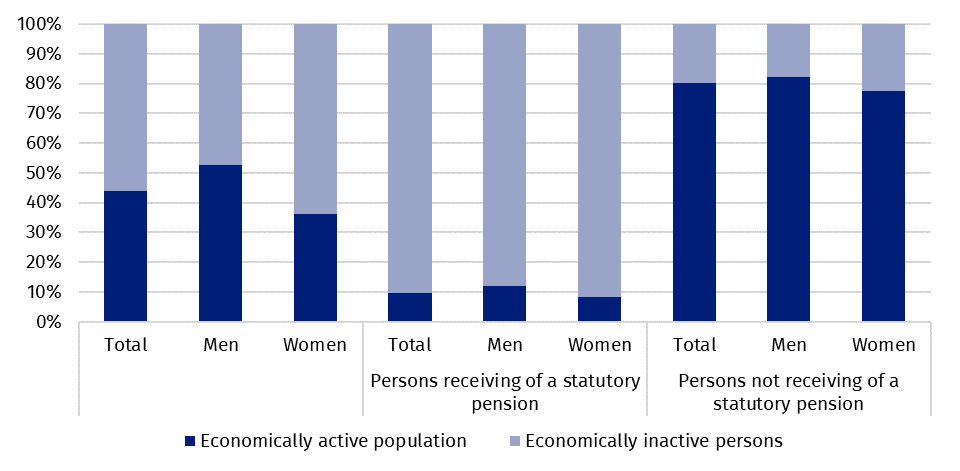 100%
90%
80%
70%
60%
50%
40%
30%
20%
10%
0%
Total Men Women Total Men Women Total Men Women
Persons receiving of a statutory
pension
Persons not receiving of a
statutory pension
Economically active population Economically inactive persons